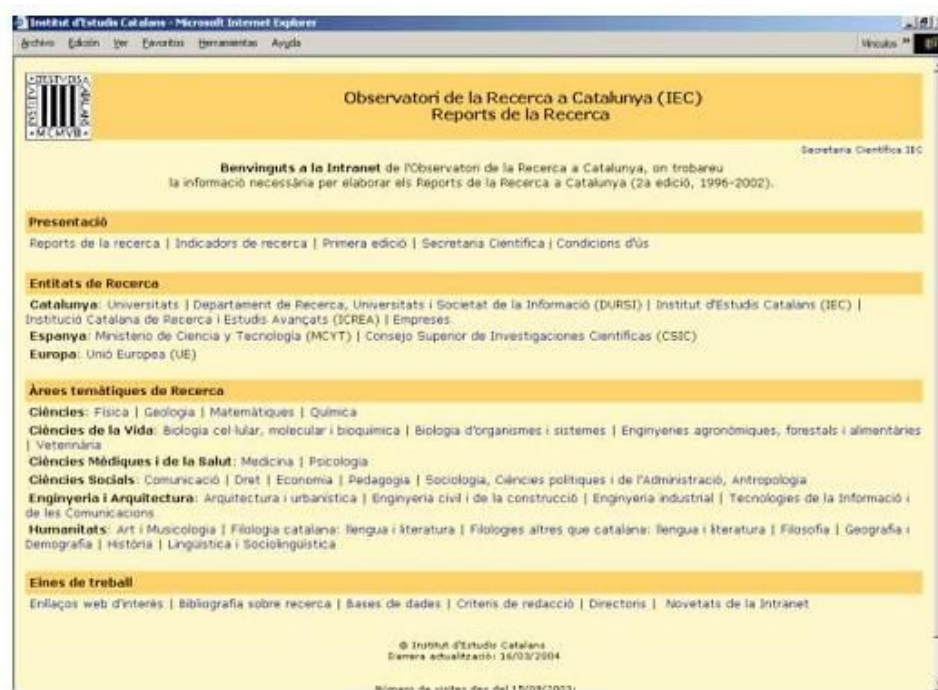 Institut d'Estudis Catalans - Microsoft Internet Explorer
Archivo Edición Ver Favoritos Herramientas Ayuda
Vínculos »
Observatori de la Recerca a Catalunya (IEC)
Reports de la Recerca
Secretaria Científica IEC
Benvinguts a la Intranet de l'Observatori de la Recerca a Catalunya, on trobareu
la informació necessària per elaborar els Reports de la Recerca a Catalunya (2a edició, 1996-2002).
Presentació
Reports de la recerca | Indicadors de recerca | Primera edició | Secretaria Científica | Condicions d'ús
Entitats de Recerca
Catalunya: Universitats | Departament de Recerca, Universitats i Societat de la Informació (DURSI) | Institut d'Estudis Catalans (IEC) |
Institució Catalana de Recerca i Estudis Avançats (ICREA) | Empreses
Espanya: Ministerio de Ciencia y Tecnología (MCYT) | Consejo Superior de Investigaciones Científicas (CSIC)
Europa: Unió Europea (UE)
Àrees temàtiques de Recerca
Ciències: Física | Geologia | Matemàtiques | Química
Ciències de la Vida: Biologia cel·lular, molecular i bioquímica | Biologia d'organismes i sistemes | Enginyeries agronòmiques, forestals i alimentàries
| Veterinària
Ciències Mèdiques i de la Salut: Medicina | Psicologia
Ciències Socials: Comunicació | Dret | Economia | Pedagogia | Sociologia, Ciències polítiques i de l'Administració, Antropologia
Enginyeria i Arquitectura: Arquitectura i urbanística | Enginyeria civil i de la construcció | Enginyeria industrial | Tecnologies de la Informació i
de les Comunicacions
Humanitats: Art i Musicologia | Filologia catalana: llengua i literatura | Filologies altres que catalana: llengua i literatura | Filosofia | Geografia i
Demografia | Història | Lingüística i Sociolingüística
Eines de treball
Enllaços web d'interès | Bibliografia sobre recerca | Bases de dades | Criteris de redacció | Directoris | Novetats de la Intranet
© Institut d'Estudis Catalans
Darrera actualització: 16/03/2004
Número de visites des del